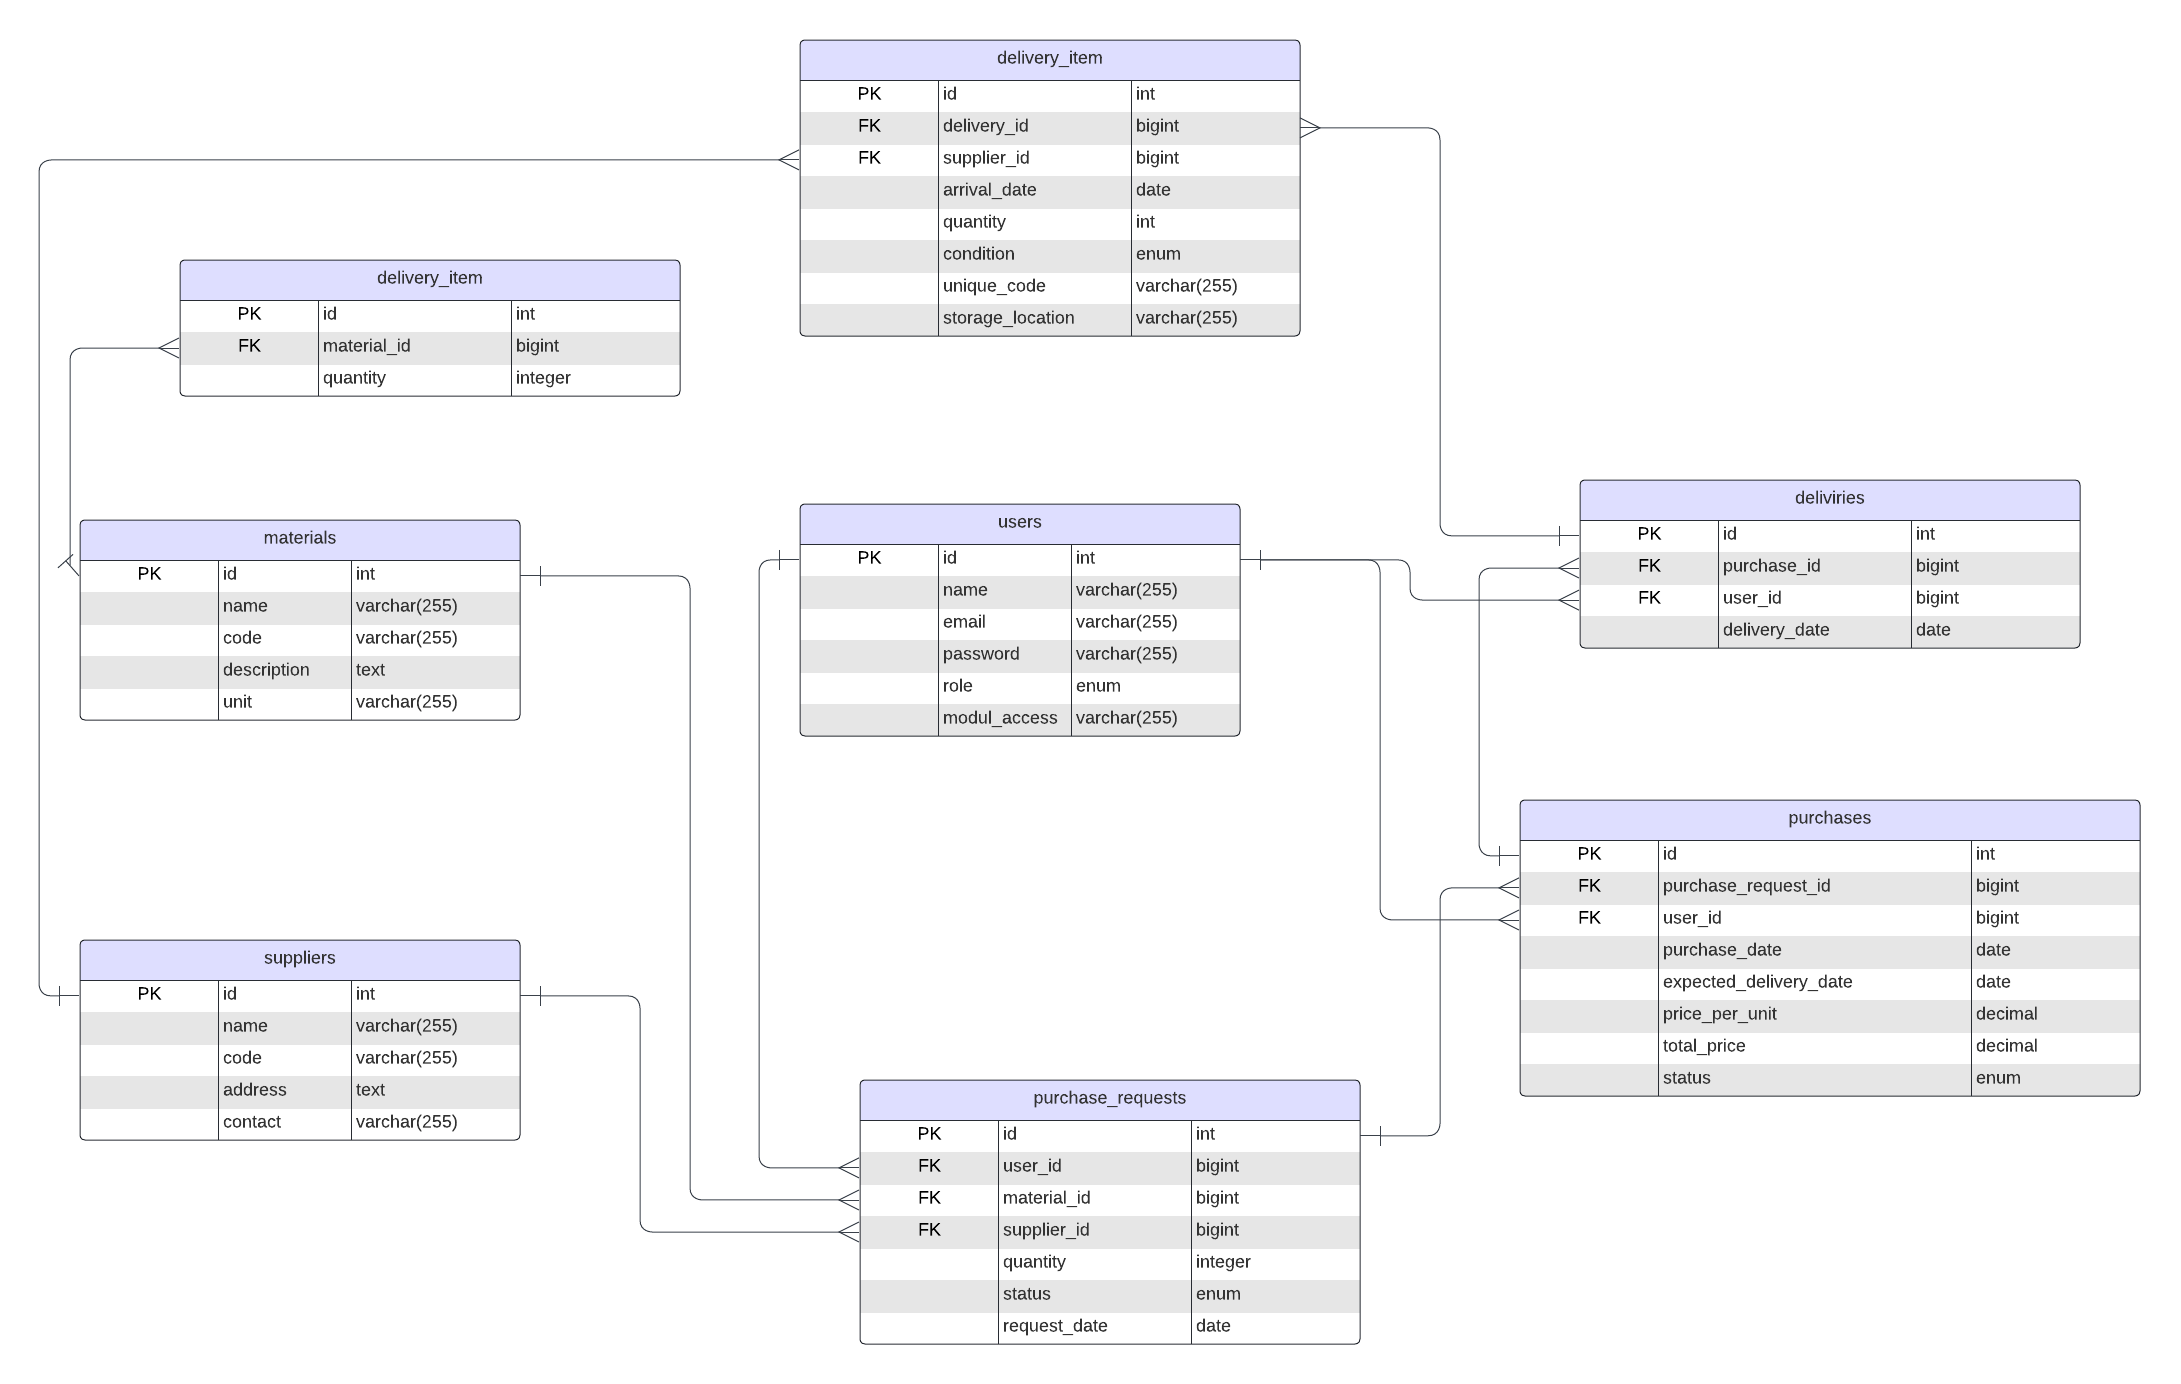 delivery_item
PK id int
FK delivery_id bigint
FK supplier_id bigint
arrival_date date
quantity int
condition enum
unique_code varchar(255)
storage_location varchar(255)
delivery_item
PK id int
FK material_id bigint
quantity integer
materials
PK id int
name varchar(255)
code varchar(255)
description text
unit varchar(255)
users
PK id int
name varchar(255)
email varchar(255)
password varchar(255)
role enum
modul_access varchar(255)
deliviries
PK id int
FK purchase_id bigint
FK user_id bigint
delivery_date date
purchases
PK id int
FK purchase_request_id bigint
FK user_id bigint
purchase_date date
expected_delivery_date date
price_per_unit decimal
total_price decimal
status enum
suppliers
PK id int
name varchar(255)
code varchar(255)
address text
contact varchar(255)
purchase_requests
PK id int
FK user_id bigint
FK material_id bigint
FK supplier_id bigint
quantity integer
status enum
request_date date